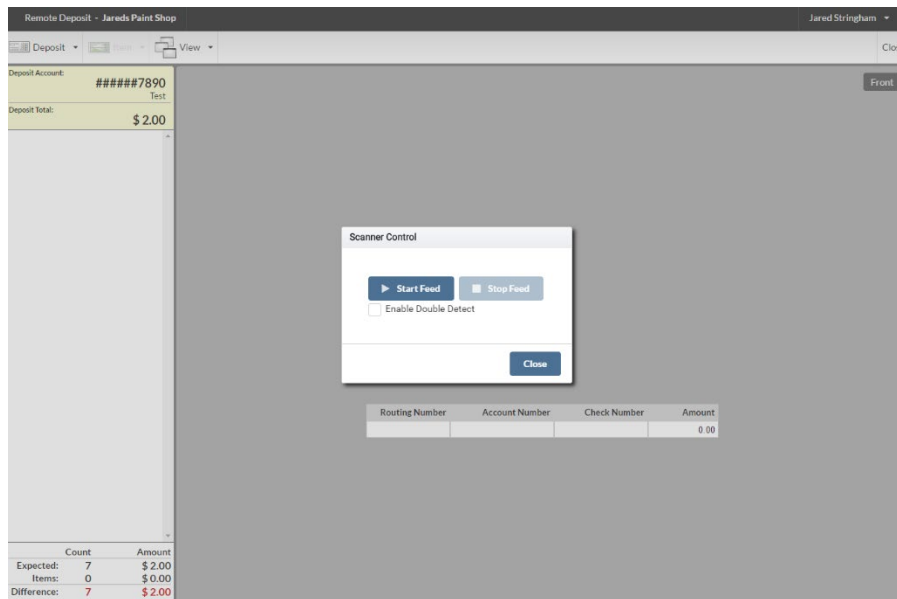 Remote Deposit - Jareds Paint Shop
Jared Stringham
Deposit
View
Clo
Deposit Account:
######7890
Test
Deposit Total:
$ 2.00
Front
Scanner Control
Start Feed
Stop Feed
Enable Double Detect
Close
Routing Number Account Number Check Number Amount
0.00
Count Amount
Expected: 7 $ 2.00
Items: 0 $ 0.00
Difference: 7 $ 2.00